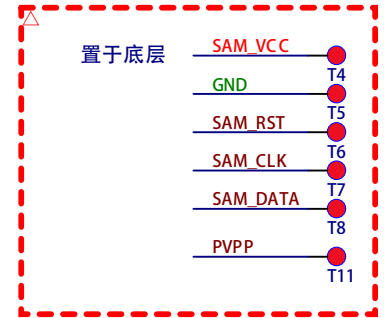 置于底层
SAM_VCC
T4
GND
T5
SAM_RST
T6
SAM_CLK
T7
SAM_DATA
T8
PVPP
T11